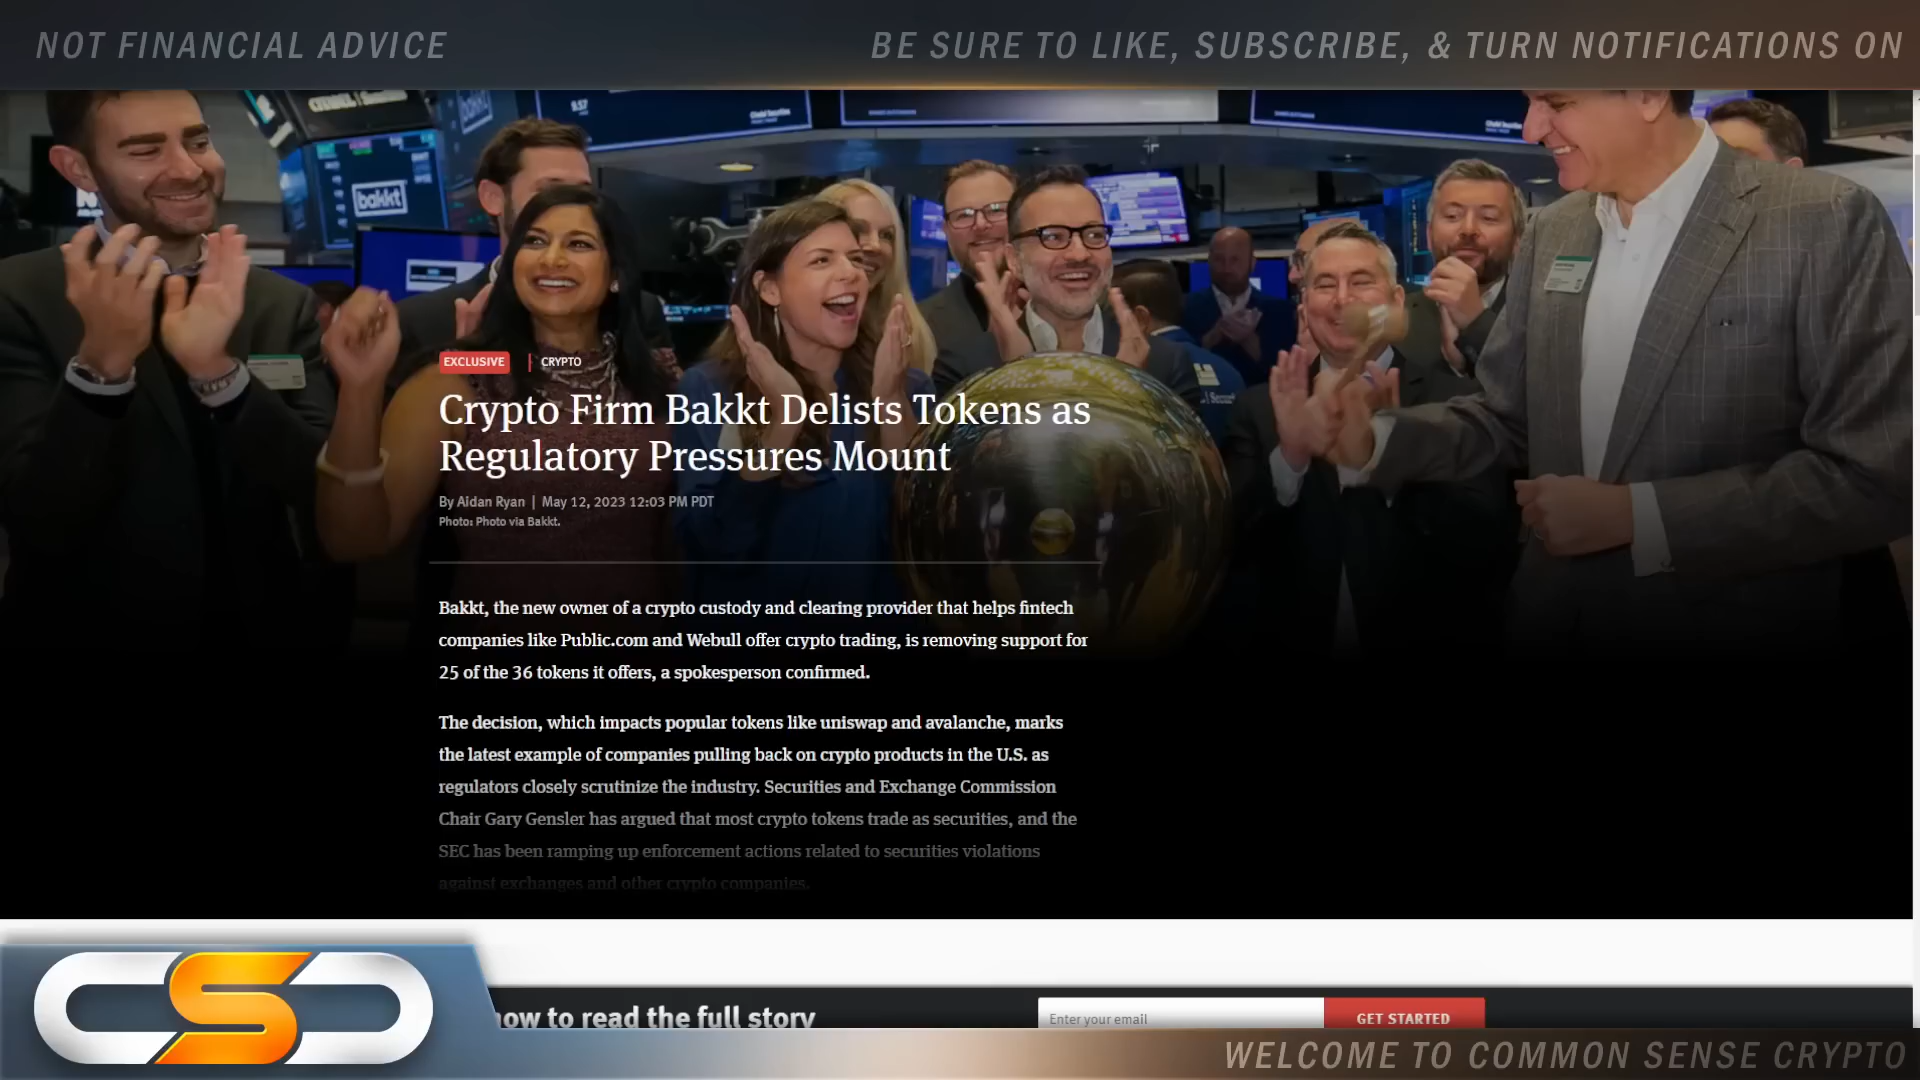 NOT FINANCIAL ADVICE
BE SURE TO LIKE, SUBSCRIBE, & TURN NOTIFICATIONS ON
9.57
bakkt
bakkt
EXCLUSIVE | CRYPTO
Crypto Firm Bakkt Delists Tokens as
Regulatory Pressures Mount
By Aidan Ryan | May 12, 2023 12:03 PM PDT
Photo: Photo via Bakkt.
Bakkt, the new owner of a crypto custody and clearing provider that helps fintech
companies like Public.com and Webull offer crypto trading, is removing support for
25 of the 36 tokens it offers, a spokesperson confirmed.
The decision, which impacts popular tokens like uniswap and avalanche, marks
the latest example of companies pulling back on crypto products in the U.S. as
regulators closely scrutinize the industry. Securities and Exchange Commission
Chair Gary Gensler has argued that most crypto tokens trade as securities, and the
SEC has been ramping up enforcement actions related to securities violations
against exchanges and other crypto companies.
CSC
now to read the full story
Enter your email
GET STARTED
WELCOME TO COMMON SENSE CRYPTO